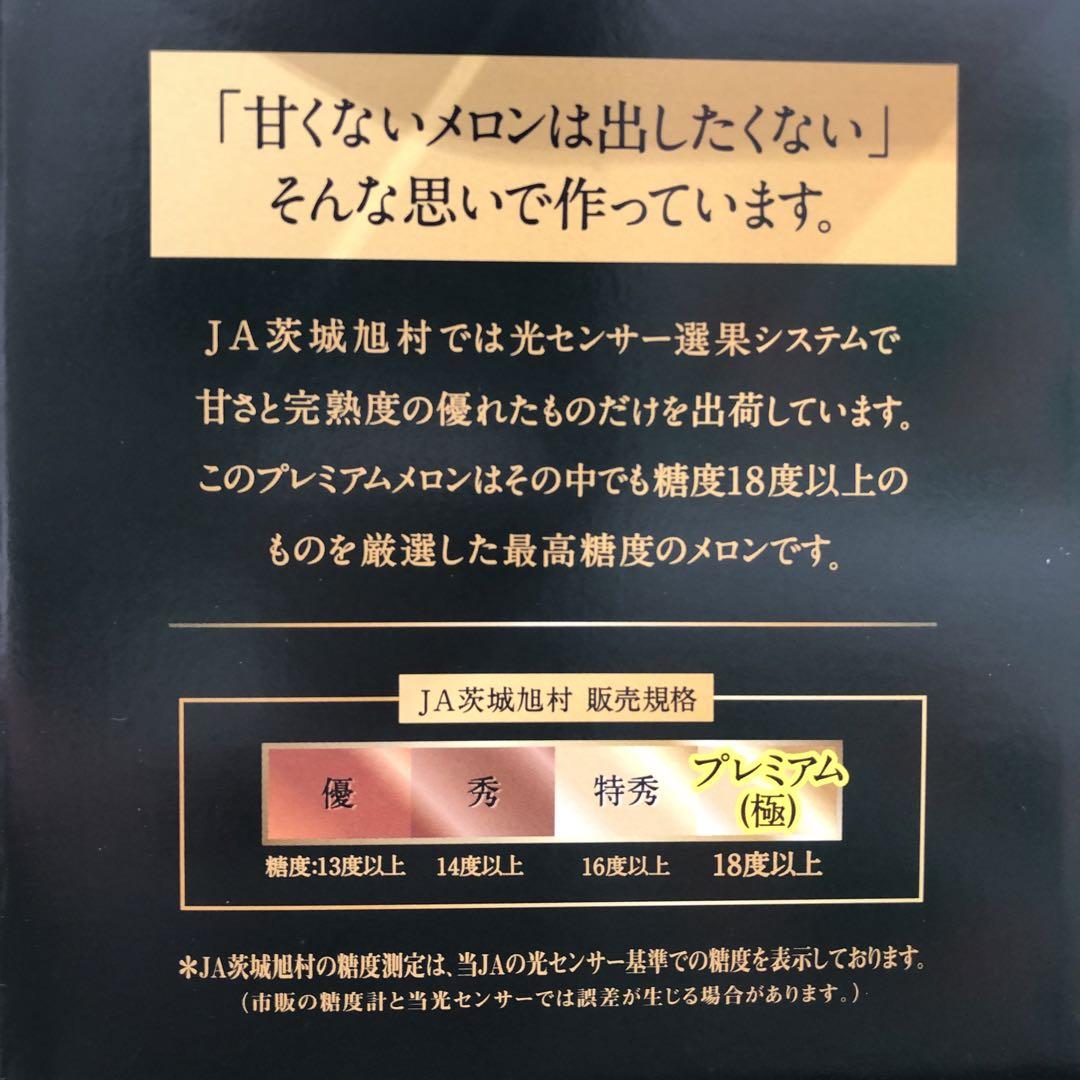 「甘くないメロンは出したくない」
そんな思いで作っています。
JA茨城旭村では光センサー選果システムで
甘さと完熟度の優れたものだけを出荷しています。
このプレミアムメロンはその中でも糖度18度以上の
ものを厳選した最高糖度のメロンです。
JA茨城旭村 販売規格
優 秀 特秀 プレミアム
(極)
糖度:13度以上 14度以上 16度以上 18度以上
＊JA茨城旭村の糖度測定は、当JAの光センサー基準での糖度を表示しております。
(市販の糖度計と当光センサーでは誤差が生じる場合があります。)